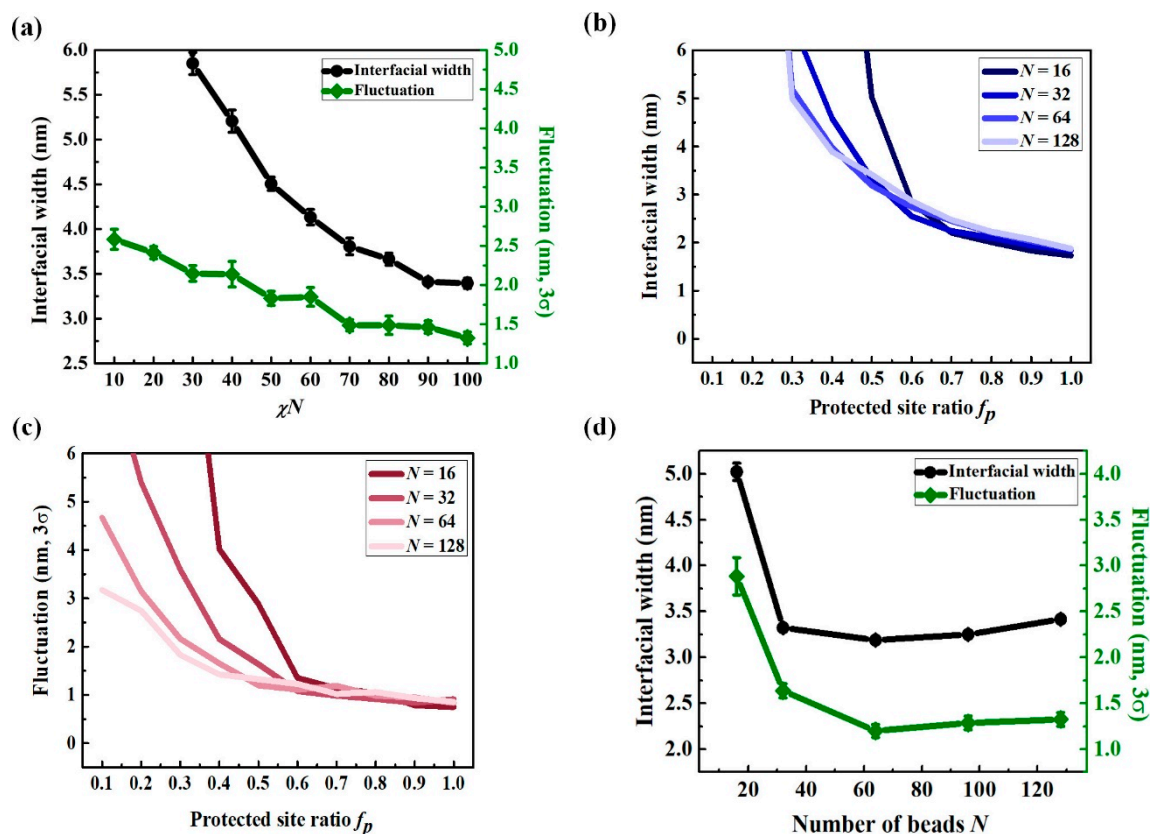 (a)
Interfacial width (nm)
6.0
5.5
5.0
4.5
4.0
3.5
3.0
2.5
Interfacial width
Fluctuation
5.0
4.5
4.0
3.5
3.0
2.5
2.0
1.5
1.0
Fluctuation (nm, 3σ)
10 20 30 40 50 60 70 80 90 100
χN
(b)
Interfacial width (nm)
6
5
4
3
2
1
0
N = 16
N = 32
N = 64
N = 128
0.1 0.2 0.3 0.4 0.5 0.6 0.7 0.8 0.9 1.0
Protected site ratio fp
(c)
Fluctuation (nm, 3σ)
6
5
4
3
2
1
0
N = 16
N = 32
N = 64
N = 128
0.1 0.2 0.3 0.4 0.5 0.6 0.7 0.8 0.9 1.0
Protected site ratio fp
(d)
Interfacial width (nm)
5.0
4.5
4.0
3.5
3.0
2.5
2.0
Interfacial width
Fluctuation
4.0
3.5
3.0
2.5
2.0
1.5
1.0
Fluctuation (nm, 3σ)
20 40 60 80 100 120
Number of beads N